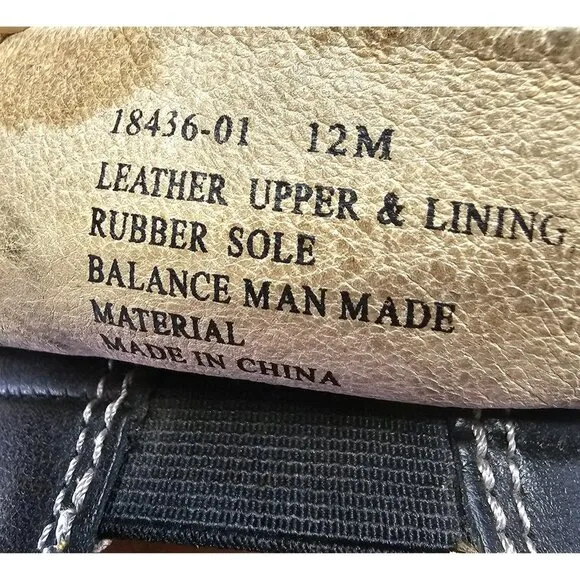 18436-01 12M
LEATHER UPPER & LINING
RUBBER SOLE
BALANCE MAN MADE
MATERIAL
MADE IN CHINA